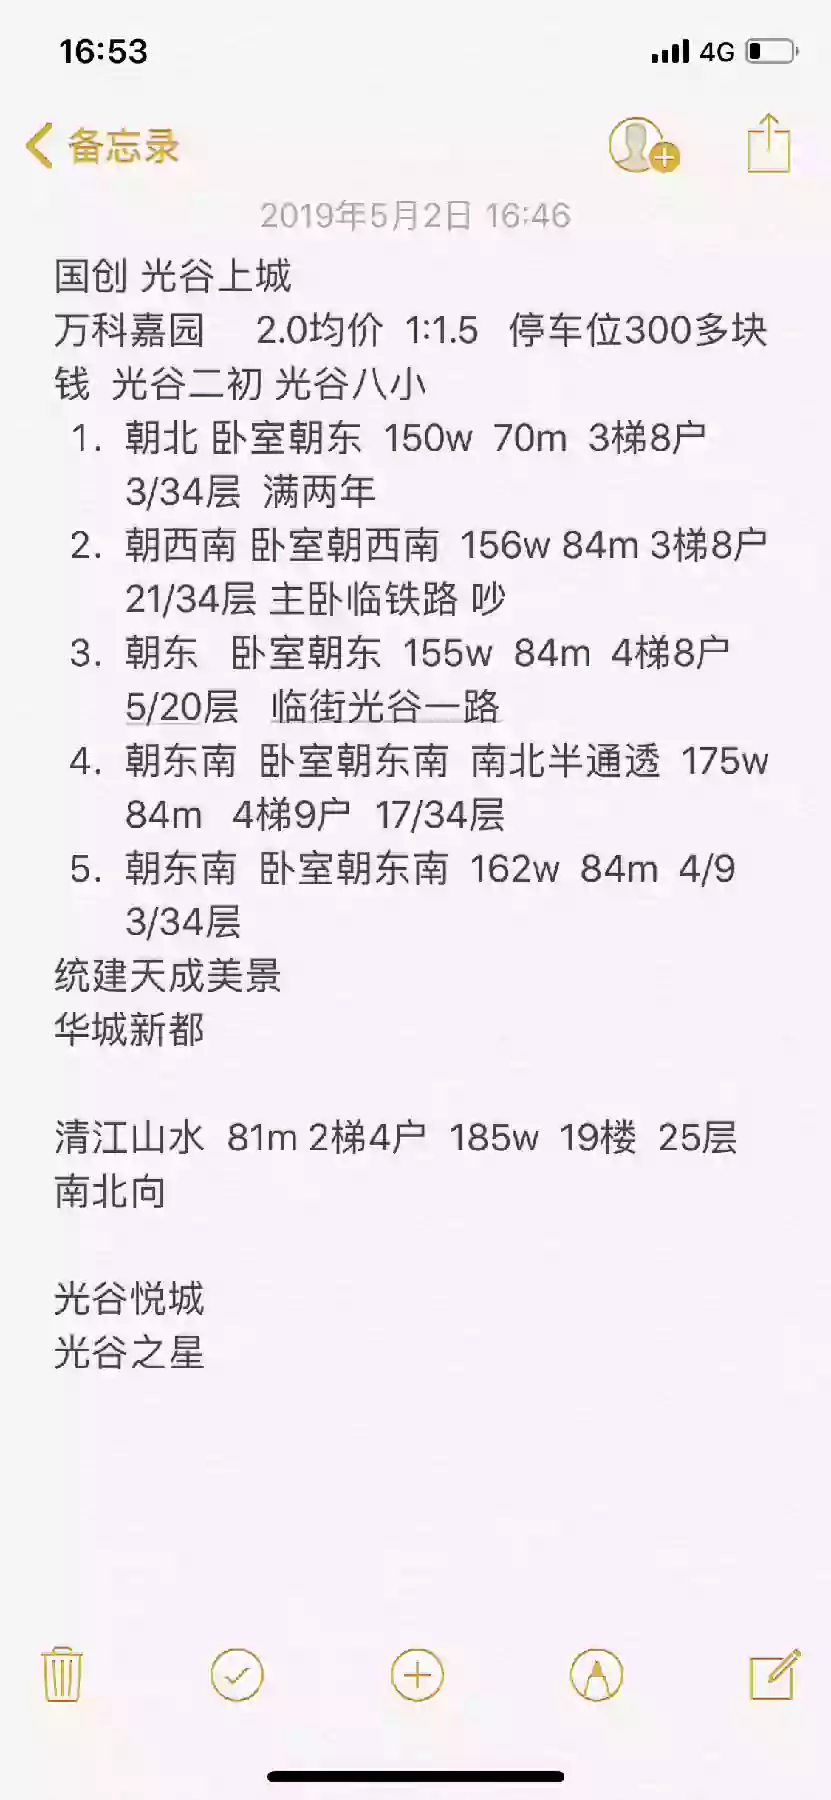 16:53 4G
备忘录
2019年5月2日 16:46
国创 光谷上城
万科嘉园 2.0均价 1:1.5 停车位300多块
钱 光谷二初 光谷八小
1. 朝北 卧室朝东 150w 70m 3梯8户
3/34层 满两年
2. 朝西南 卧室朝西南 156w 84m 3梯8户
21/34层 主卧临铁路 吵
3. 朝东 卧室朝东 155w 84m 4梯8户
5/20层 临街光谷一路
4. 朝东南 卧室朝东南 南北半通透 175w
84m 4梯9户 17/34层
5. 朝东南 卧室朝东南 162w 84m 4/9
3/34层
统建天成美景
华城新都
清江山水 81m 2梯4户 185w 19楼 25层
南北向
光谷悦城
光谷之星